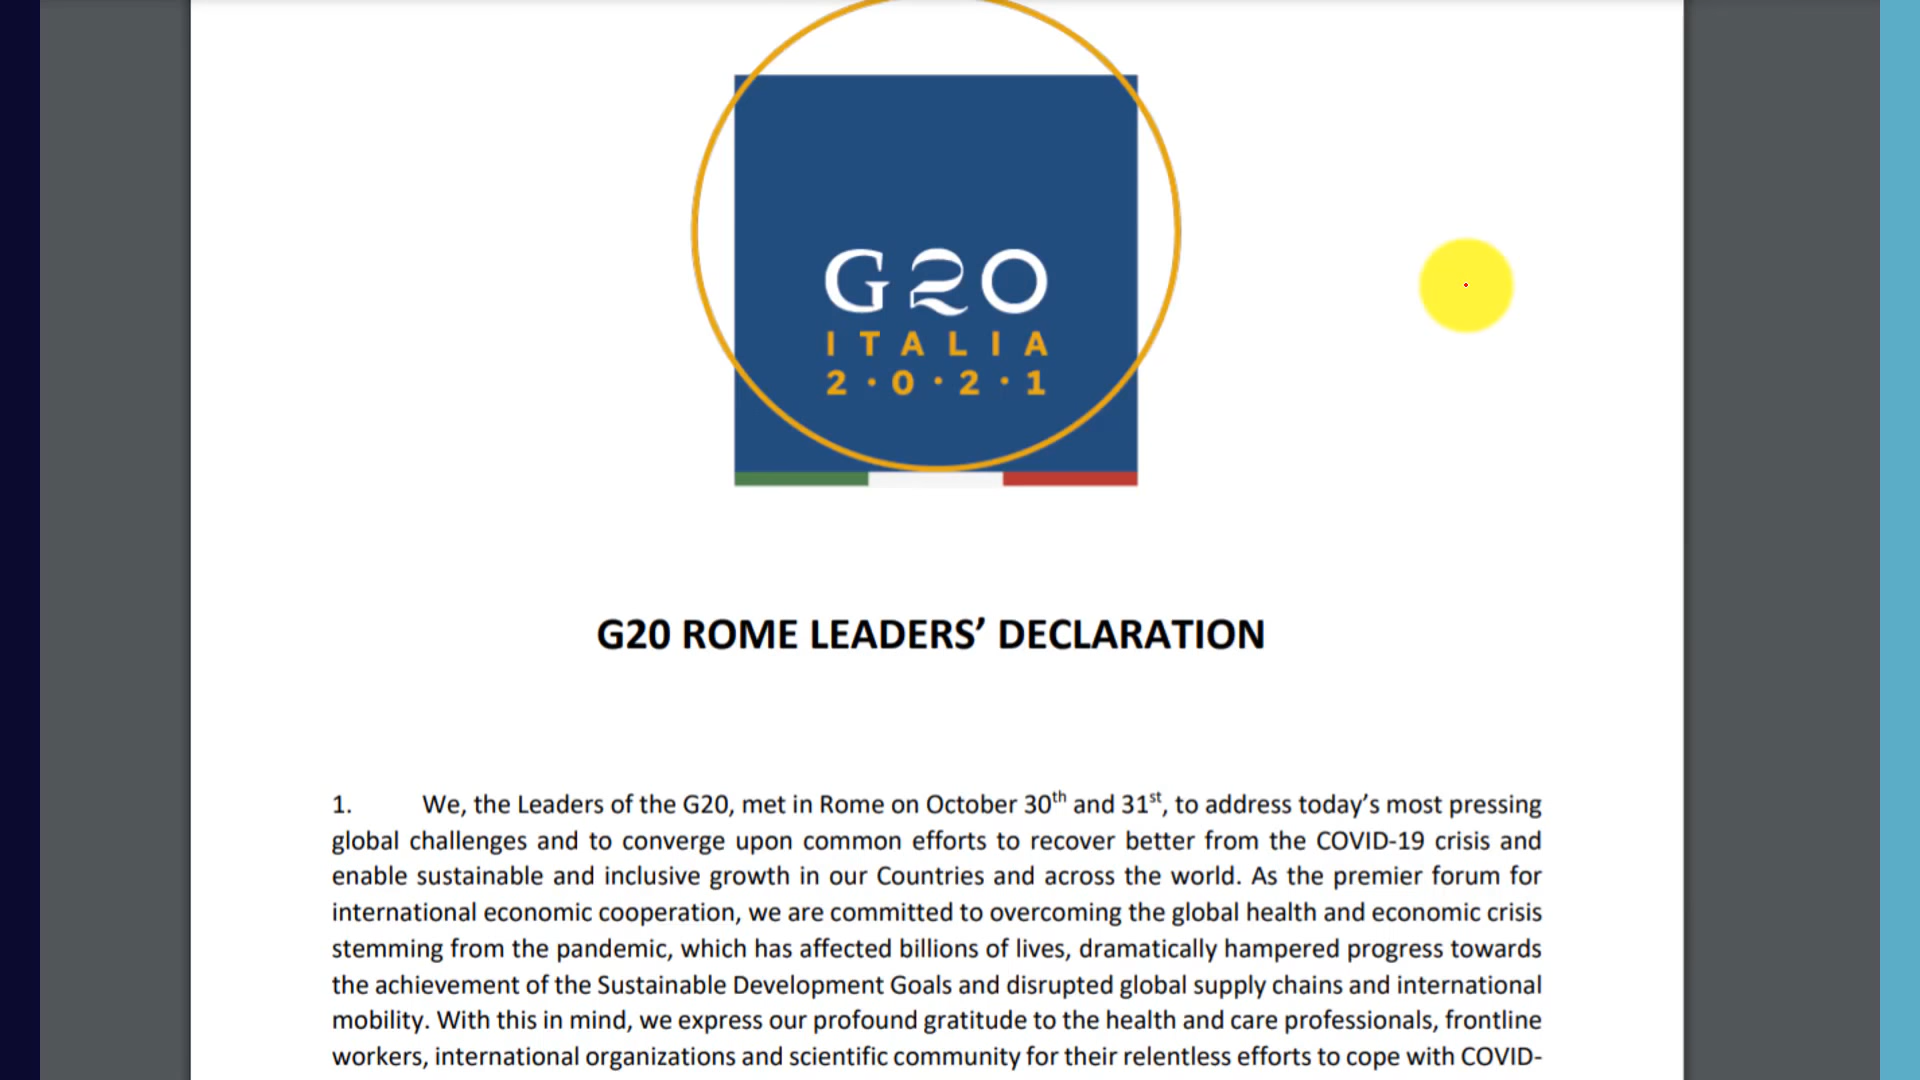 G20
ITALIA
2·0·2·1
G20 ROME LEADERS’ DECLARATION
1. We, the Leaders of the G20, met in Rome on October 30th and 31st, to address today’s most pressing
global challenges and to converge upon common efforts to recover better from the COVID-19 crisis and
enable sustainable and inclusive growth in our Countries and across the world. As the premier forum for
international economic cooperation, we are committed to overcoming the global health and economic crisis
stemming from the pandemic, which has affected billions of lives, dramatically hampered progress towards
the achievement of the Sustainable Development Goals and disrupted global supply chains and international
mobility. With this in mind, we express our profound gratitude to the health and care professionals, frontline
workers, international organizations and scientific community for their relentless efforts to cope with COVID-